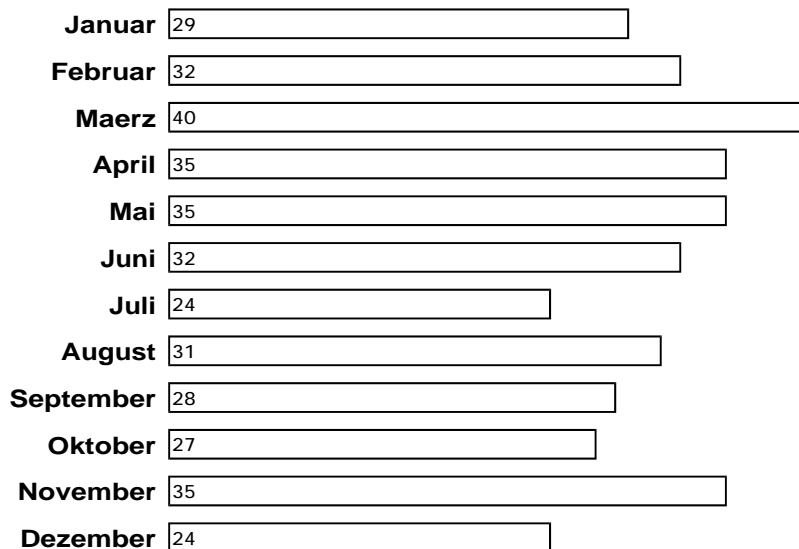 Januar 29
Februar 32
Maerz 40
April 35
Mai 35
Juni 32
Juli 24
August 31
September 28
Oktober 27
November 35
Dezember 24